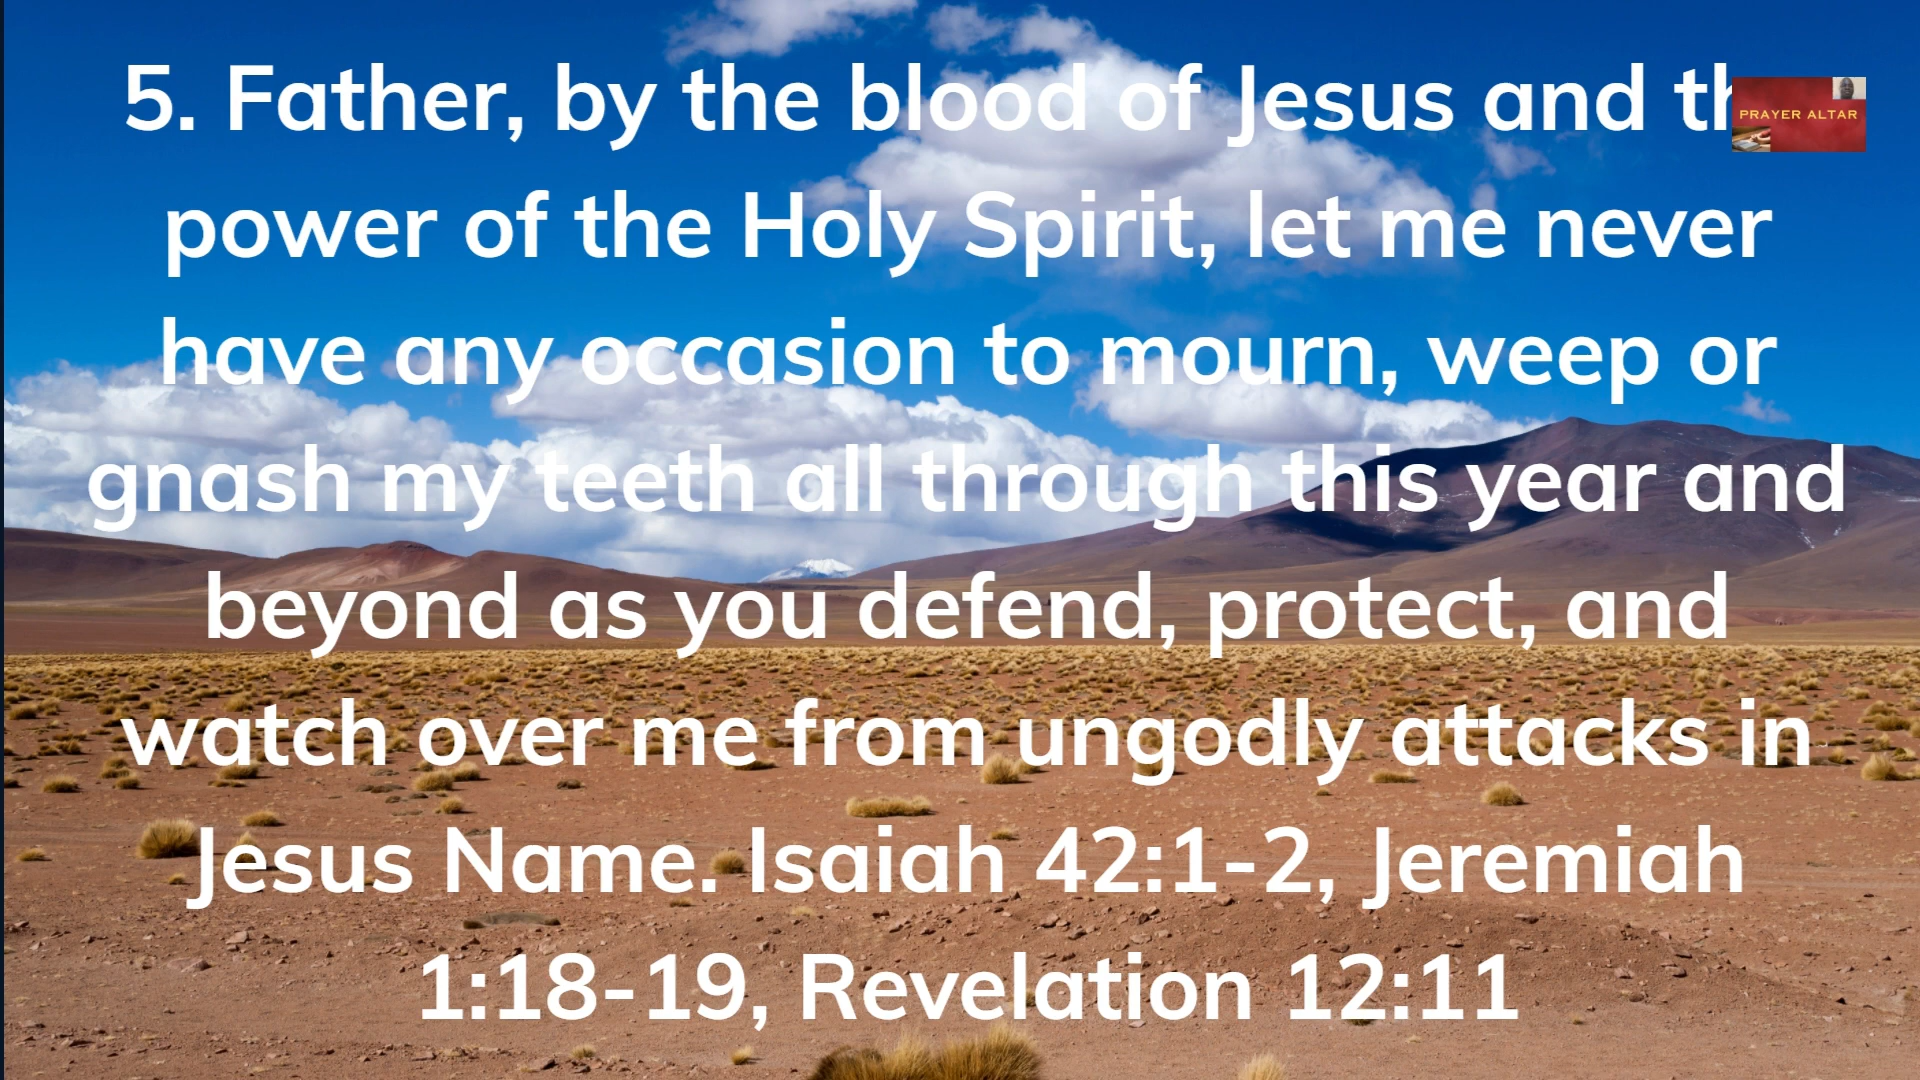 5. Father, by the blood of Jesus and th
PRAYER ALTAR
power of the Holy Spirit, let me never
have any occasion to mourn, weep or
gnash my teeth all through this year and
beyond as you defend, protect, and
watch over me from ungodly attacks in
Jesus Name. Isaiah 42:1-2, Jeremiah
1:18-19, Revelation 12:11